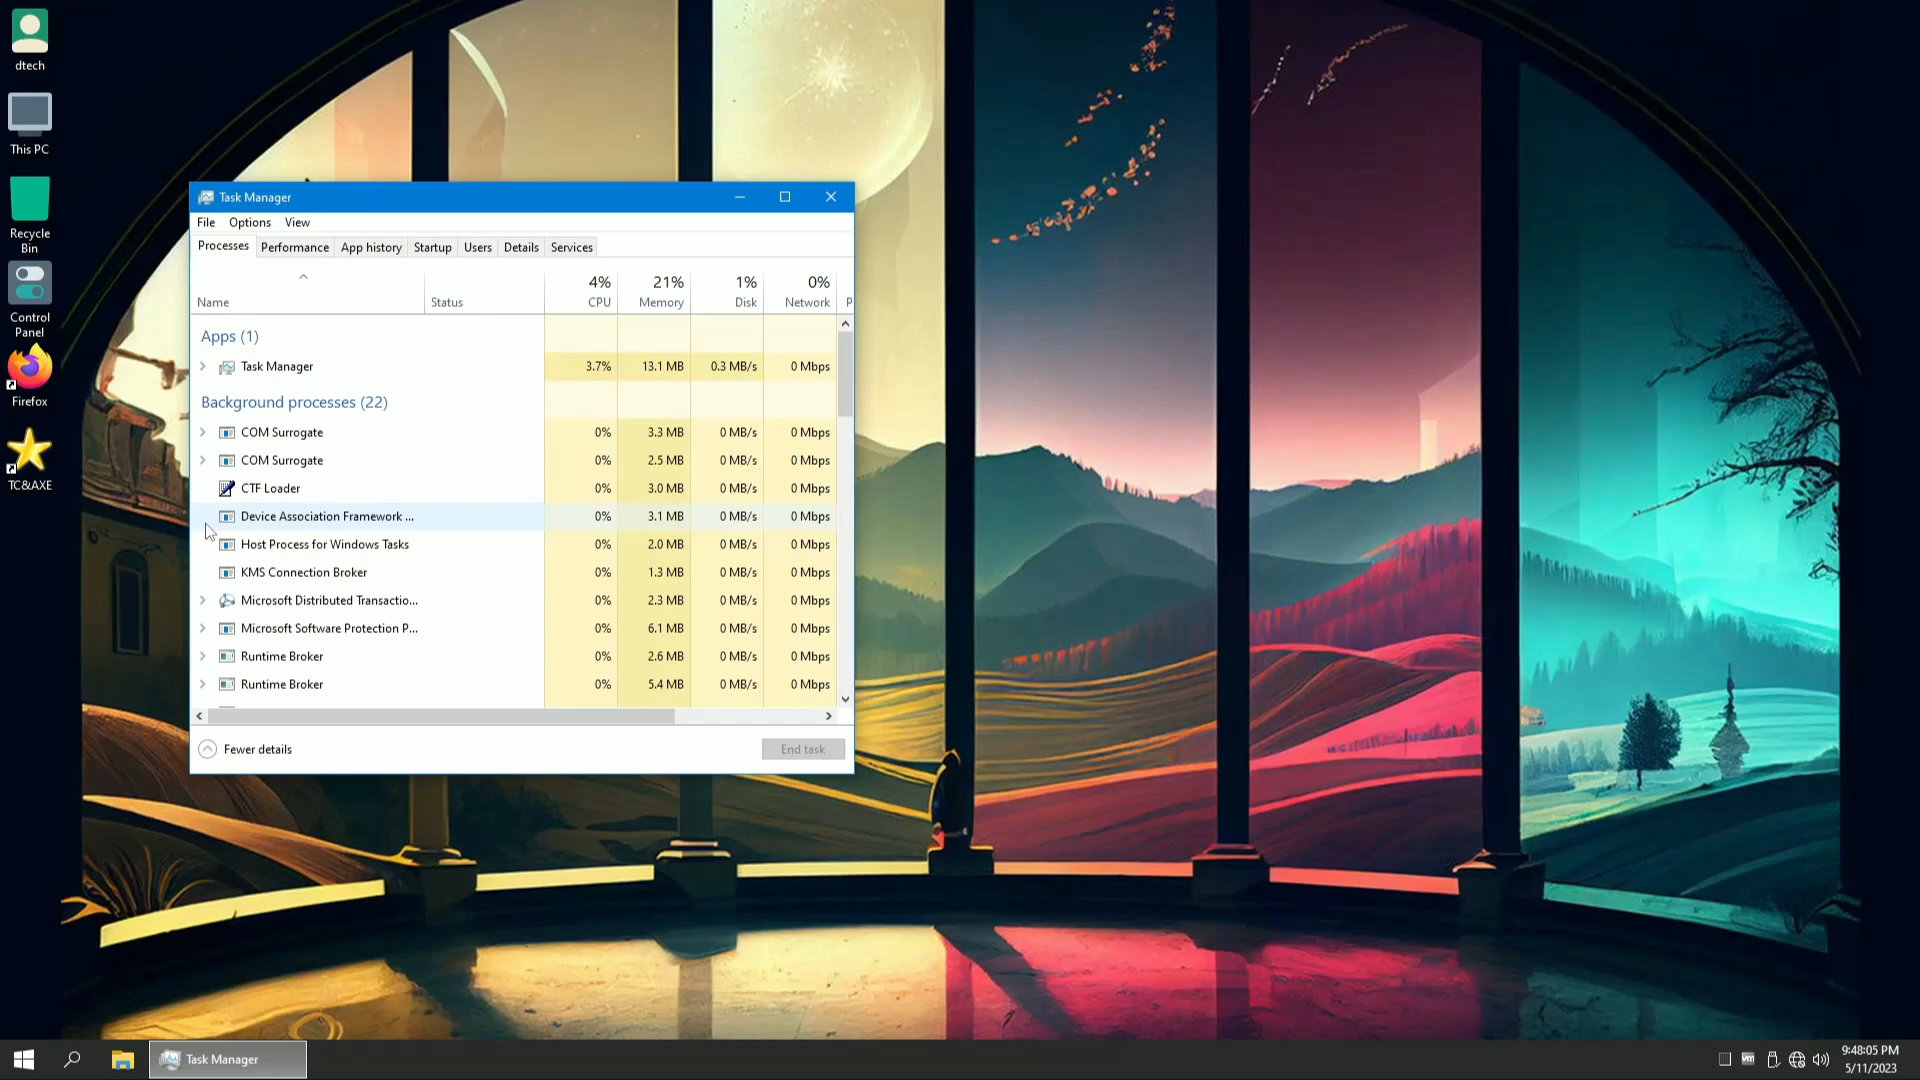 dtech
This PC
Recycle
Bin
Control
Panel
Firefox
TC&AXE
Task Manager
File Options View
Processes Performance App history Startup Users Details Services
4% 21% 1% 0%
Name Status CPU Memory Disk Network P
Apps (1)
Task Manager 3.7% 13.1 MB 0.3 MB/s 0 Mbps
Background processes (22)
COM Surrogate 0% 3.3 MB 0 MB/s 0 Mbps
COM Surrogate 0% 2.5 MB 0 MB/s 0 Mbps
CTF Loader 0% 3.0 MB 0 MB/s 0 Mbps
Device Association Framework ... 0% 3.1 MB 0 MB/s 0 Mbps
Host Process for Windows Tasks 0% 2.0 MB 0 MB/s 0 Mbps
KMS Connection Broker 0% 1.3 MB 0 MB/s 0 Mbps
Microsoft Distributed Transactio... 0% 2.3 MB 0 MB/s 0 Mbps
Microsoft Software Protection P... 0% 6.1 MB 0 MB/s 0 Mbps
Runtime Broker 0% 2.6 MB 0 MB/s 0 Mbps
Runtime Broker 0% 5.4 MB 0 MB/s 0 Mbps
Fewer details End task
Task Manager
vm
9:48:05 PM
5/11/2023